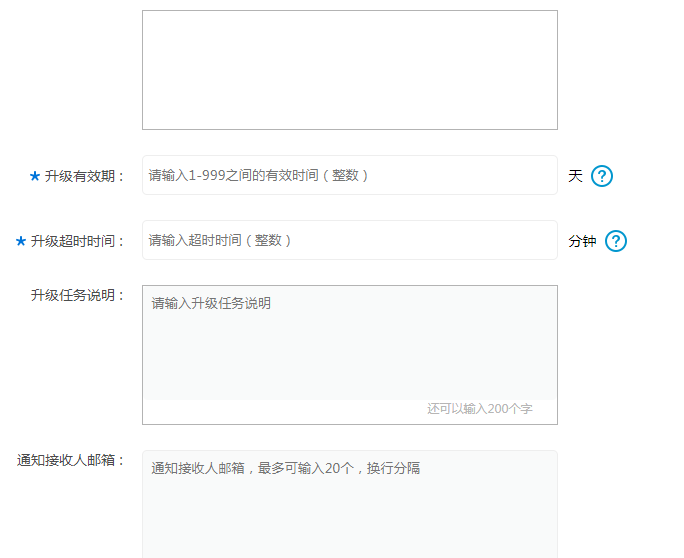 * 升级有效期： 请输入1-999之间的有效时间（整数） 天 ?
* 升级超时时间： 请输入超时时间（整数） 分钟 ?
升级任务说明： 请输入升级任务说明
还可以输入200个字
通知接收人邮箱： 通知接收人邮箱，最多可输入20个，换行分隔